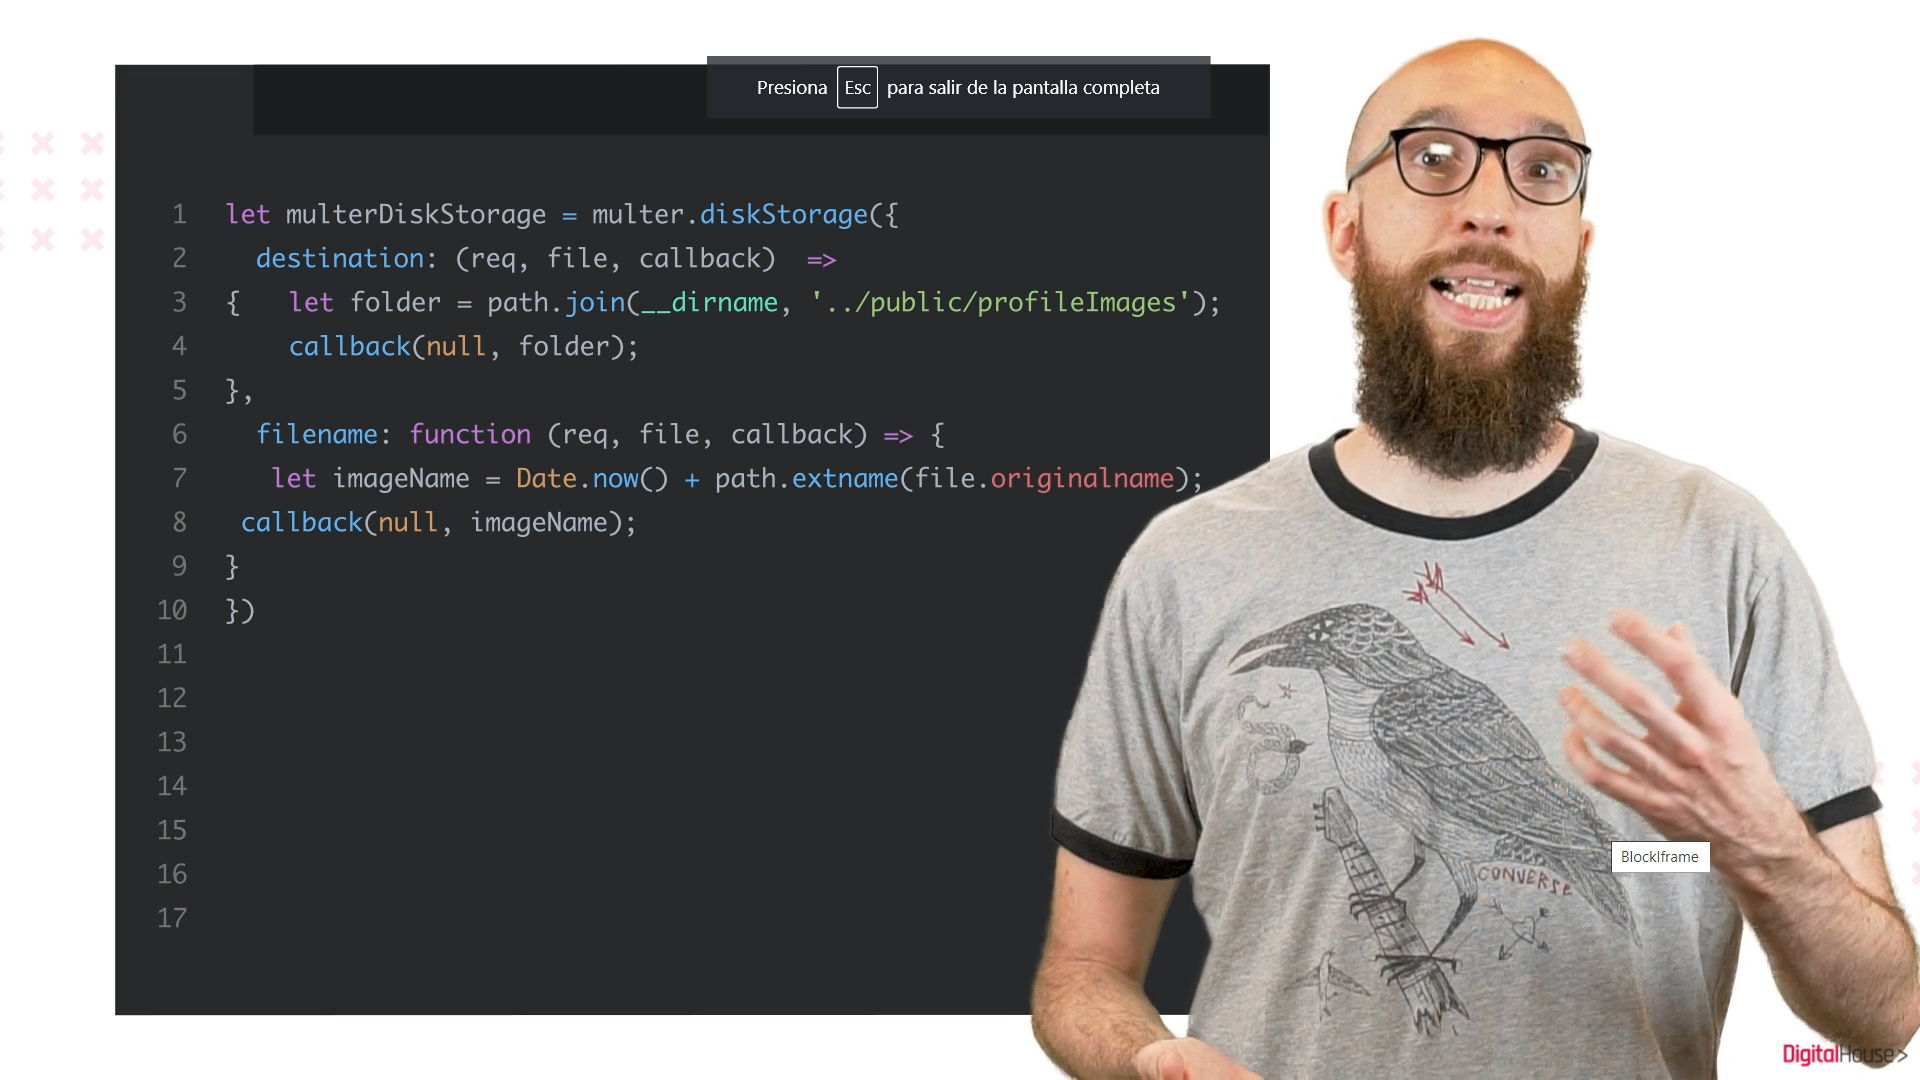 Presiona Esc para salir de la pantalla completa
1 let multerDiskStorage = multer.diskStorage({
2 destination: (req, file, callback) =>
3 { let folder = path.join(__dirname, '../public/profileImages');
4 callback(null, folder);
5 },
6 filename: function (req, file, callback) => {
7 let imageName = Date.now() + path.extname(file.originalname);
8 callback(null, imageName);
9 }
10 })
11
12
13
14
15
16
17
BlockIframe
CONVERSE
DigitalHouse>